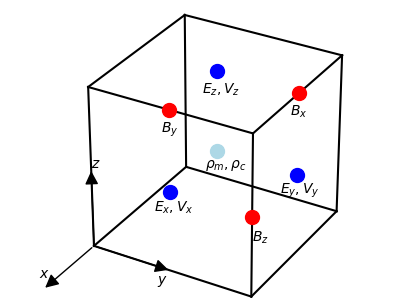 E_z, V_z
B_x
B_y
z
ρ_m, ρ_c
E_y, V_y
E_x, V_x
B_z
x
y